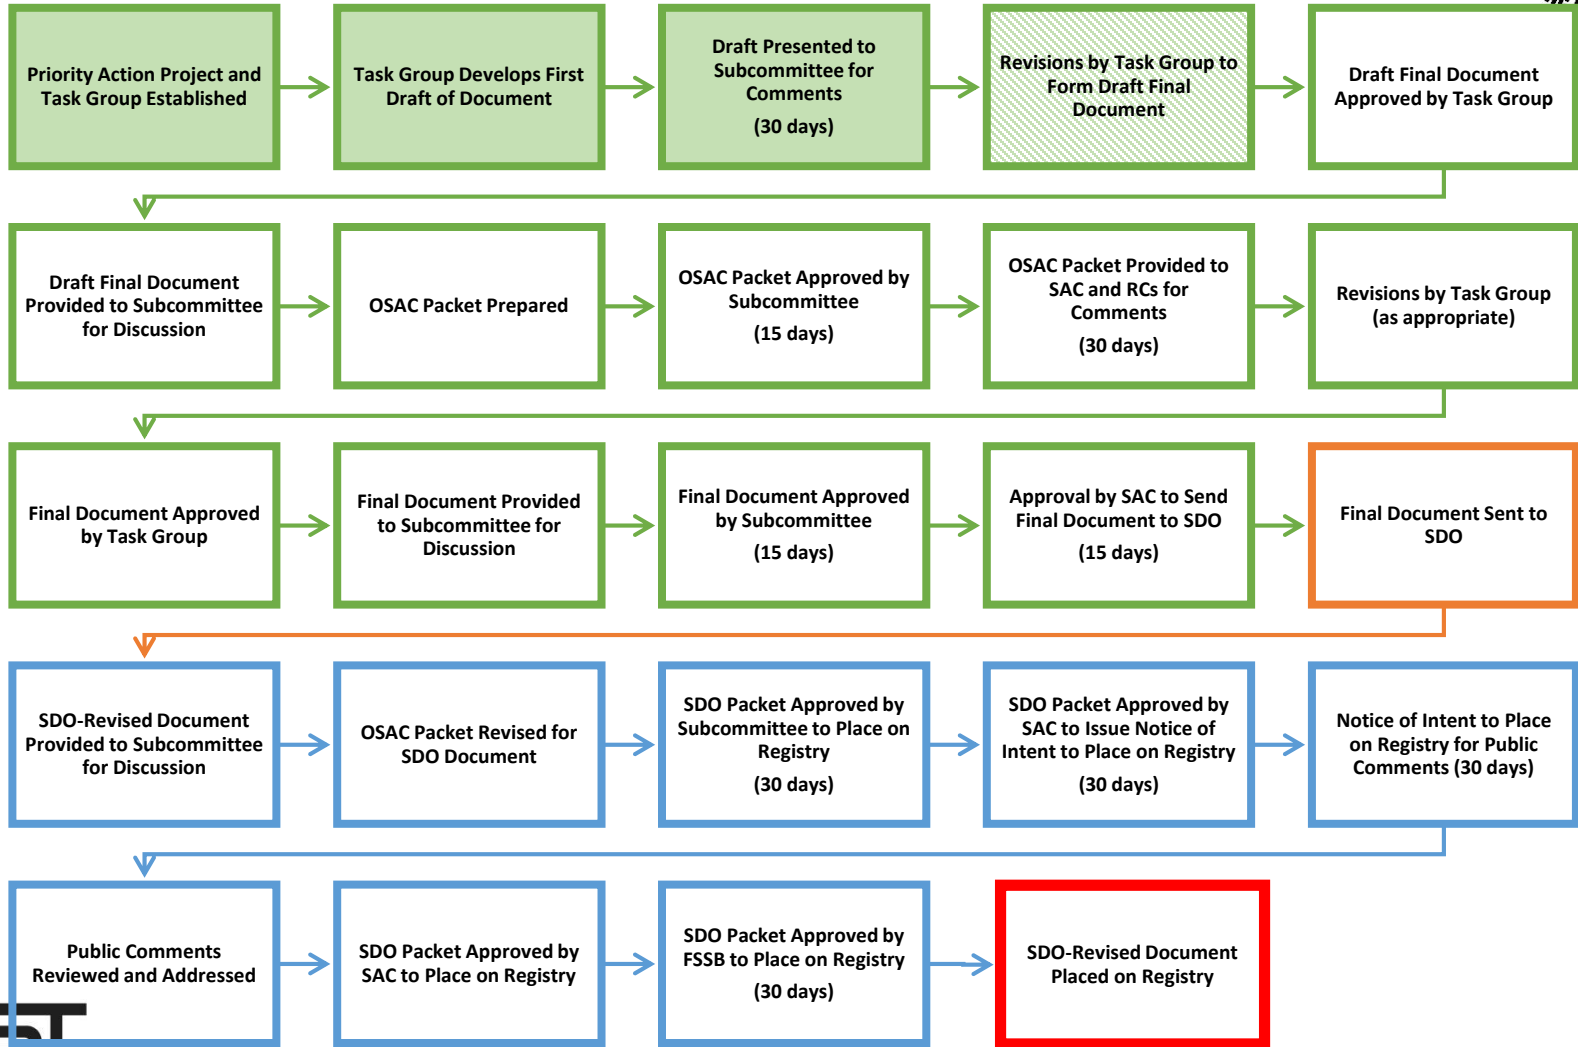 Priority Action Project and
Task Group Established
Task Group Develops First
Draft of Document
Draft Presented to
Subcommittee for
Comments
(30 days)
Revisions by Task Group to
Form Draft Final
Document
Draft Final Document
Approved by Task Group
Draft Final Document
Provided to Subcommittee
for Discussion
OSAC Packet Prepared
OSAC Packet Approved by
Subcommittee
(15 days)
OSAC Packet Provided to
SAC and RCs for
Comments
(30 days)
Revisions by Task Group
(as appropriate)
Final Document Approved
by Task Group
Final Document Provided
to Subcommittee for
Discussion
Final Document Approved
by Subcommittee
(15 days)
Approval by SAC to Send
Final Document to SDO
(15 days)
Final Document Sent to
SDO
SDO-Revised Document
Provided to Subcommittee
for Discussion
OSAC Packet Revised for
SDO Document
SDO Packet Approved by
Subcommittee to Place on
Registry
(30 days)
SDO Packet Approved by
SAC to Issue Notice of
Intent to Place on Registry
(30 days)
Notice of Intent to Place
on Registry for Public
Comments (30 days)
Public Comments
Reviewed and Addressed
SDO Packet Approved by
SAC to Place on Registry
SDO Packet Approved by
FSSB to Place on Registry
(30 days)
SDO-Revised Document
Placed on Registry